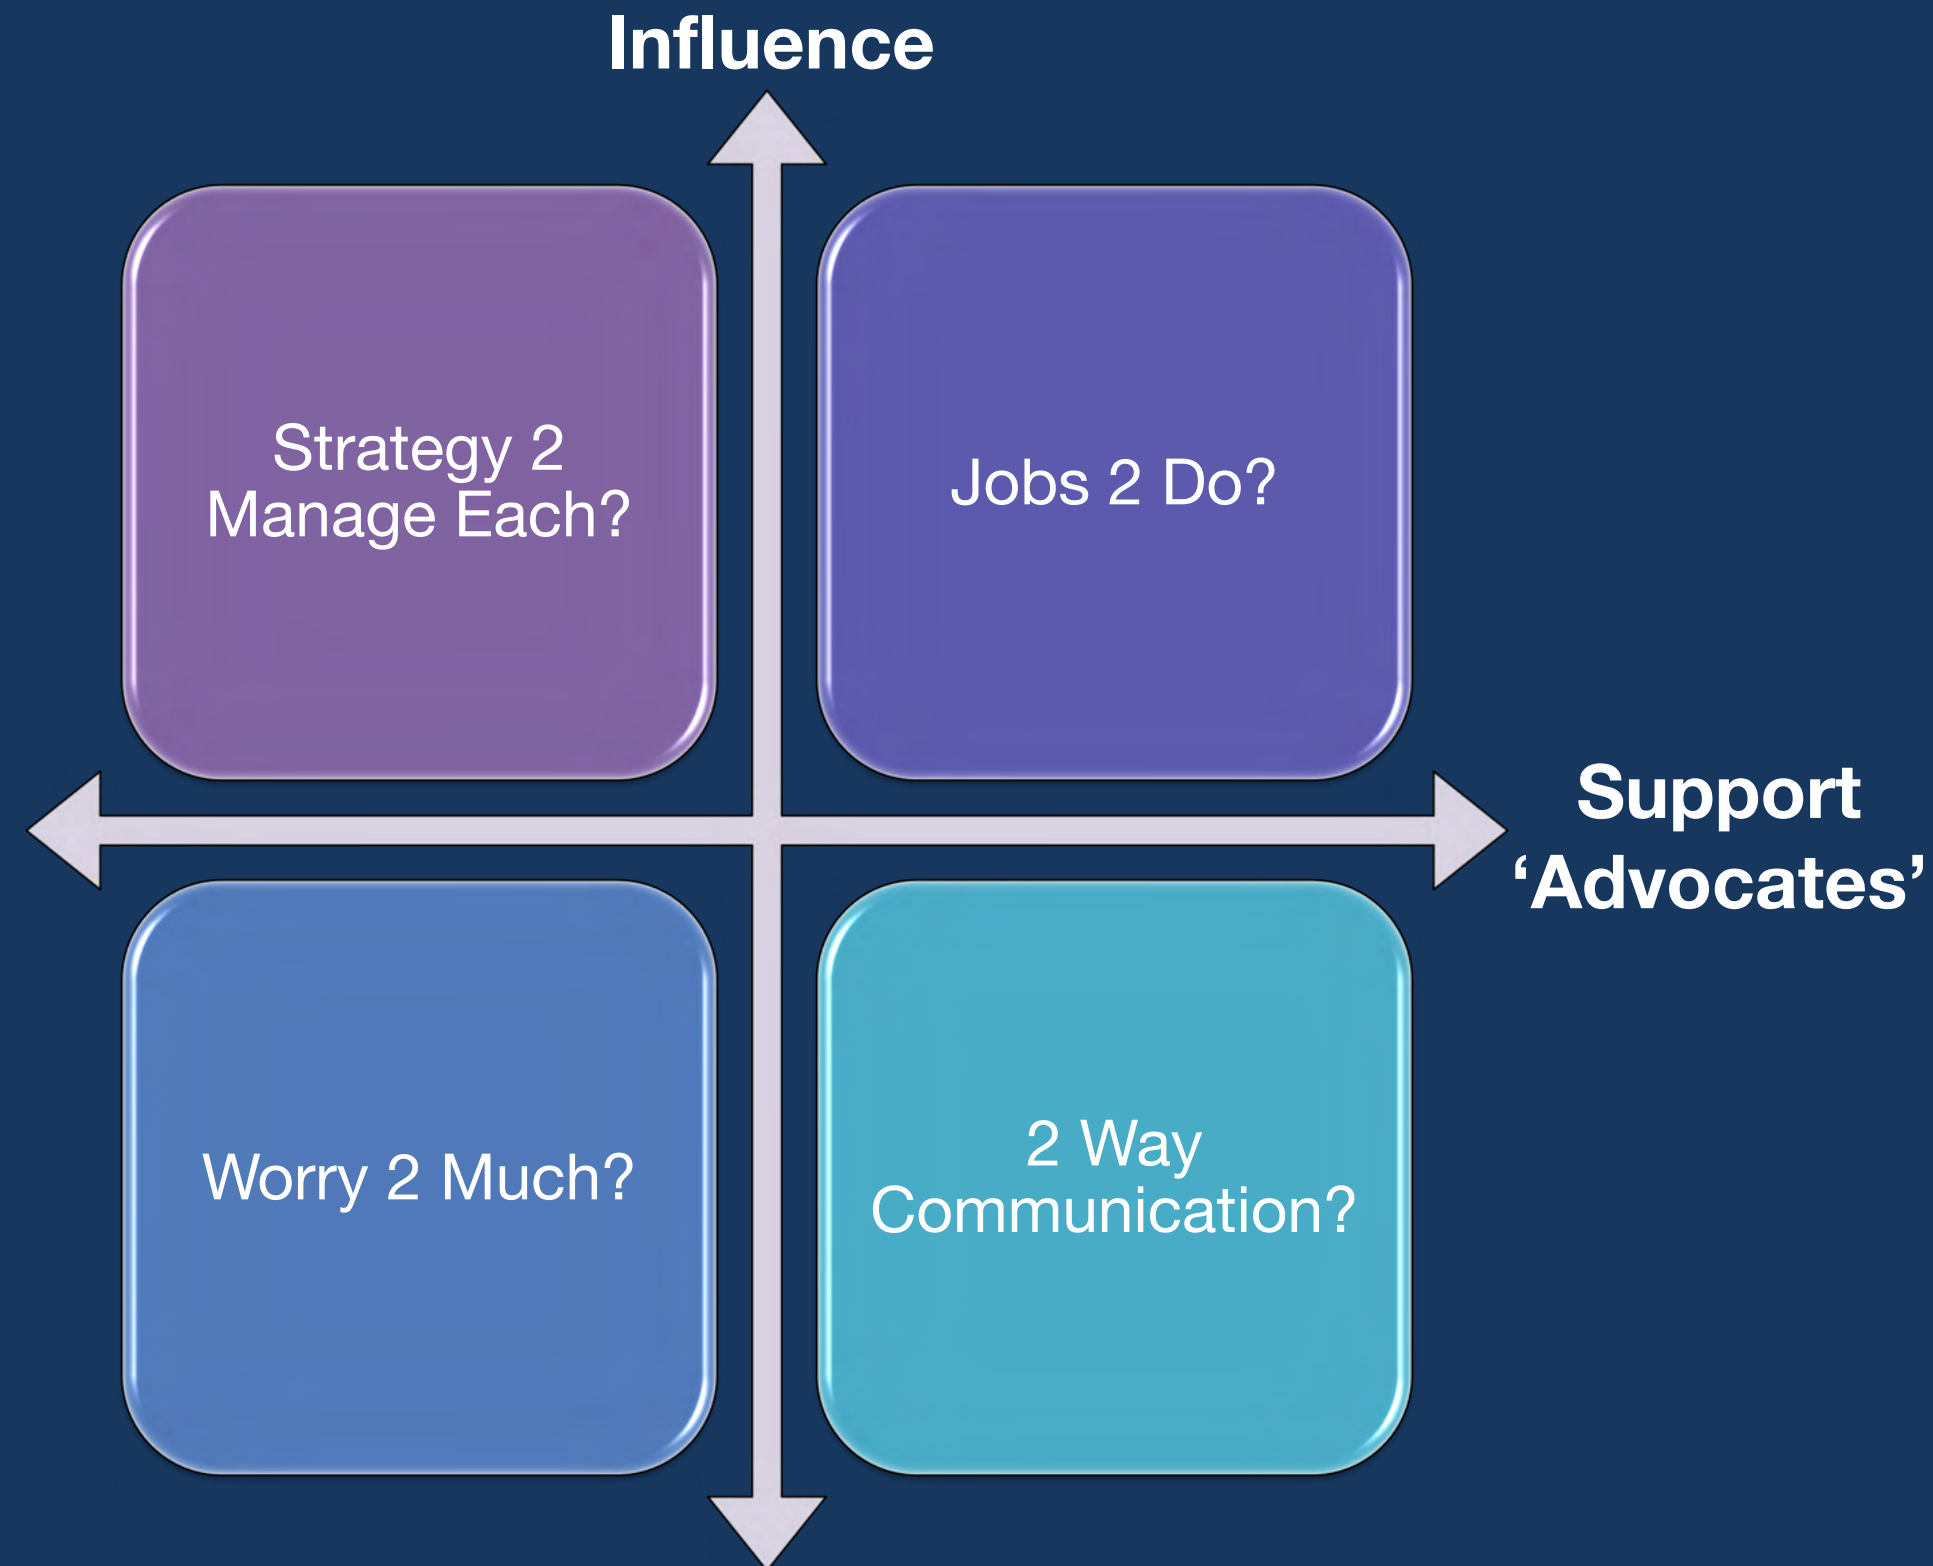 Influence
Strategy 2
Manage Each?
Jobs 2 Do?
Support
‘Advocates’
Worry 2 Much?
2 Way
Communication?